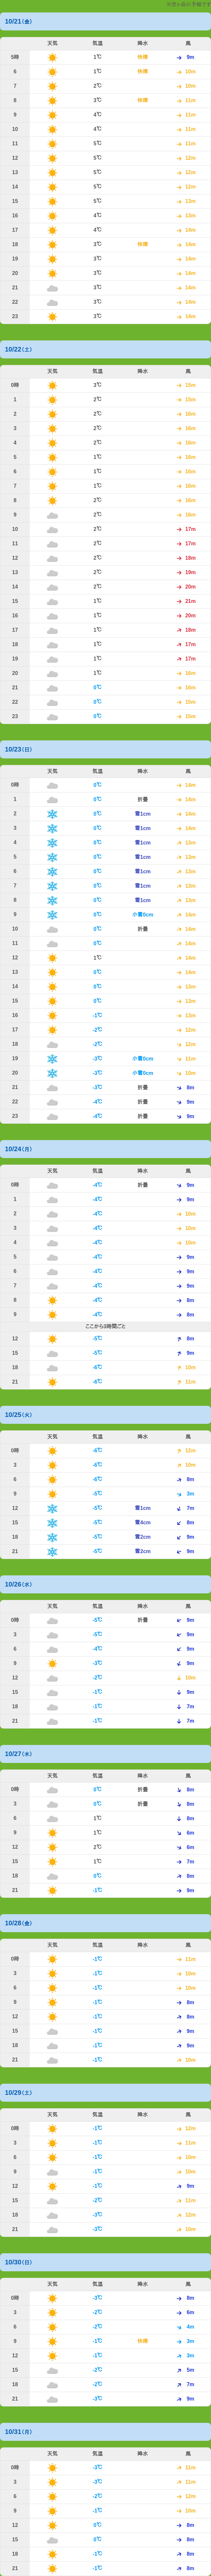 10/21(金)
天気 気温 降水 風
5時 1℃ 快晴 9m
6 1℃ 快晴 10m
7 2℃ 10m
8 3℃ 快晴 11m
9 4℃ 11m
10 4℃ 11m
11 5℃ 11m
12 5℃ 12m
13 5℃ 12m
14 5℃ 12m
15 5℃ 13m
16 4℃ 13m
17 4℃ 14m
18 3℃ 快晴 14m
19 3℃ 14m
20 3℃ 14m
21 3℃ 14m
22 3℃ 14m
23 3℃ 14m
10/22(土)
天気 気温 降水 風
0時 3℃ 15m
1 2℃ 15m
2 2℃ 16m
3 2℃ 16m
4 2℃ 16m
5 1℃ 16m
6 1℃ 16m
7 1℃ 16m
8 2℃ 16m
9 2℃ 16m
10 2℃ 17m
11 2℃ 17m
12 2℃ 18m
13 2℃ 19m
14 2℃ 20m
15 1℃ 21m
16 1℃ 20m
17 1℃ 18m
18 1℃ 17m
19 1℃ 17m
20 1℃ 16m
21 0℃ 16m
22 0℃ 15m
23 0℃ 15m
10/23(日)
天気 気温 降水 風
0時 0℃ 14m
1 0℃ 折畳 14m
2 0℃ 雪1cm 14m
3 0℃ 雪1cm 14m
4 0℃ 雪1cm 13m
5 0℃ 雪1cm 13m
6 0℃ 雪1cm 13m
7 0℃ 雪1cm 13m
8 0℃ 雪1cm 13m
9 0℃ 小雪0cm 14m
10 0℃ 折畳 14m
11 0℃ 14m
12 1℃ 14m
13 0℃ 14m
14 0℃ 13m
15 0℃ 13m
16 -1℃ 13m
17 -2℃ 12m
18 -2℃ 12m
19 -3℃ 小雪0cm 11m
20 -3℃ 小雪0cm 10m
21 -3℃ 折畳 8m
22 -4℃ 折畳 9m
23 -4℃ 折畳 9m
10/24(月)
天気 気温 降水 風
0時 -4℃ 折畳 9m
1 -4℃ 9m
2 -4℃ 10m
3 -4℃ 10m
4 -4℃ 10m
5 -4℃ 9m
6 -4℃ 9m
7 -4℃ 9m
8 -4℃ 8m
9 -4℃ 8m
ここから3時間ごと
12 -5℃ 8m
15 -5℃ 9m
18 -6℃ 10m
21 -6℃ 11m
10/25(火)
天気 気温 降水 風
0時 -6℃ 12m
3 -6℃ 10m
6 -6℃ 8m
9 -5℃ 3m
12 -5℃ 雪1cm 7m
15 -5℃ 雪4cm 8m
18 -5℃ 雪2cm 9m
21 -5℃ 雪2cm 9m
10/26(水)
天気 気温 降水 風
0時 -5℃ 折畳 9m
3 -5℃ 9m
6 -4℃ 9m
9 -3℃ 9m
12 -2℃ 10m
15 -1℃ 9m
18 -1℃ 7m
21 -1℃ 7m
10/27(木)
天気 気温 降水 風
0時 0℃ 折畳 8m
3 0℃ 折畳 8m
6 1℃ 8m
9 1℃ 6m
12 2℃ 6m
15 1℃ 7m
18 0℃ 8m
21 -1℃ 9m
10/28(金)
天気 気温 降水 風
0時 -1℃ 11m
3 -1℃ 10m
6 -1℃ 10m
9 -1℃ 8m
12 -1℃ 8m
15 -1℃ 9m
18 -1℃ 9m
21 -1℃ 10m
10/29(土)
天気 気温 降水 風
0時 -1℃ 12m
3 -1℃ 11m
6 -1℃ 10m
9 -1℃ 10m
12 -1℃ 9m
15 -2℃ 11m
18 -3℃ 12m
21 -3℃ 10m
10/30(日)
天気 気温 降水 風
0時 -3℃ 8m
3 -2℃ 6m
6 -2℃ 4m
9 -1℃ 快晴 3m
12 -1℃ 3m
15 -2℃ 5m
18 -2℃ 7m
21 -3℃ 9m
10/31(月)
天気 気温 降水 風
0時 -3℃ 11m
3 -3℃ 11m
6 -2℃ 12m
9 -1℃ 10m
12 0℃ 8m
15 0℃ 8m
18 -1℃ 8m
21 -1℃ 8m